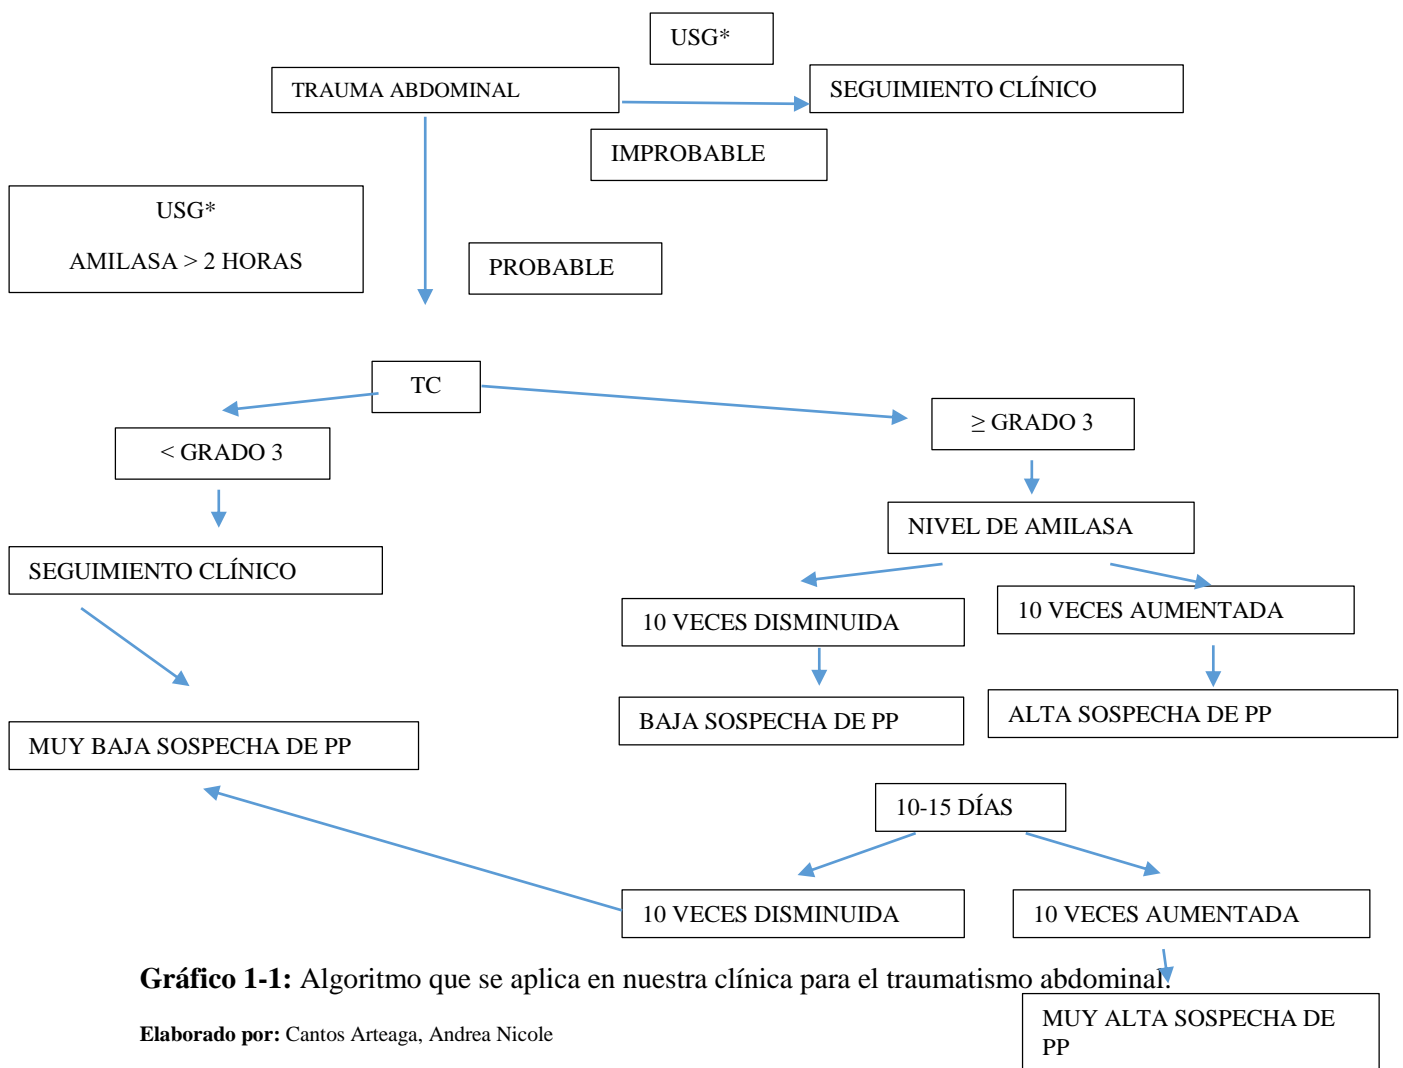 USG*
TRAUMA ABDOMINAL
SEGUIMIENTO CLÍNICO
IMPROBABLE
USG*
AMILASA > 2 HORAS
PROBABLE
TC
< GRADO 3
≥ GRADO 3
NIVEL DE AMILASA
SEGUIMIENTO CLÍNICO
10 VECES DISMINUIDA
10 VECES AUMENTADA
BAJA SOSPECHA DE PP
ALTA SOSPECHA DE PP
MUY BAJA SOSPECHA DE PP
10-15 DÍAS
10 VECES DISMINUIDA
10 VECES AUMENTADA
Gráfico 1-1: Algoritmo que se aplica en nuestra clínica para el traumatismo abdominal.
MUY ALTA SOSPECHA DE
PP
Elaborado por: Cantos Arteaga, Andrea Nicole